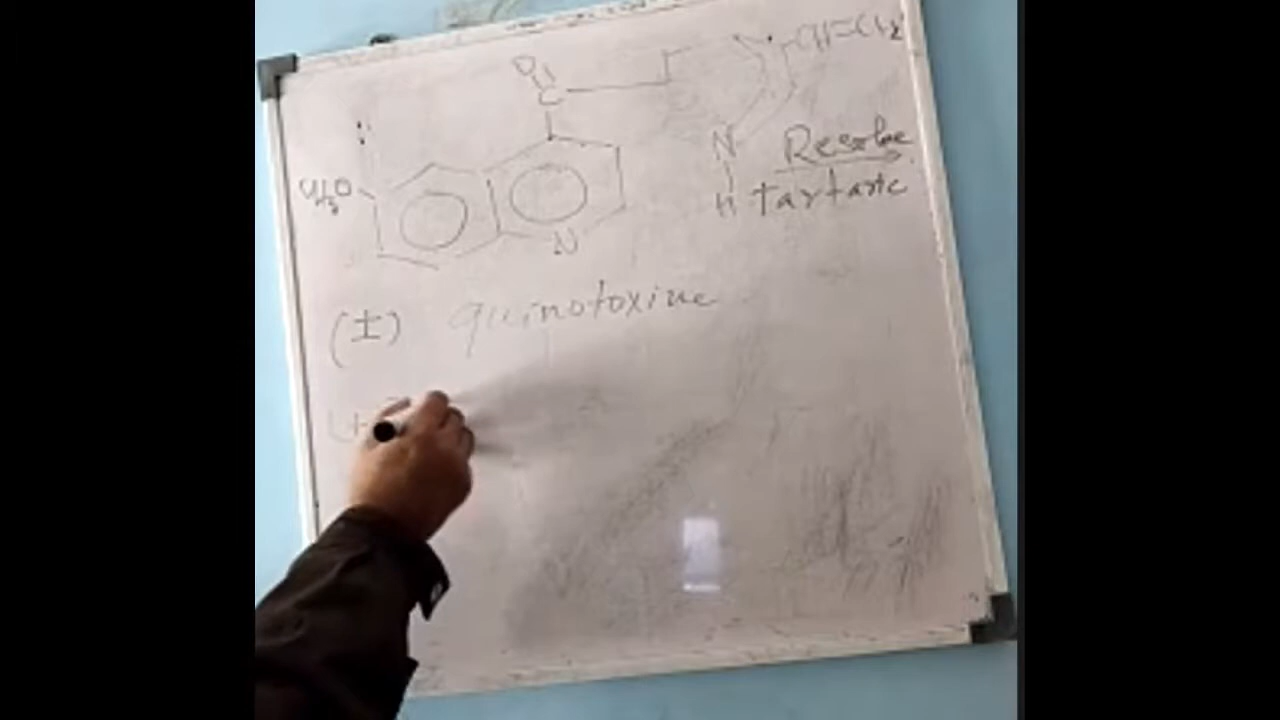 O
C
CH=CH2
N
H
Resolve
tartaric
CH3O
N
(±) quinotoxine